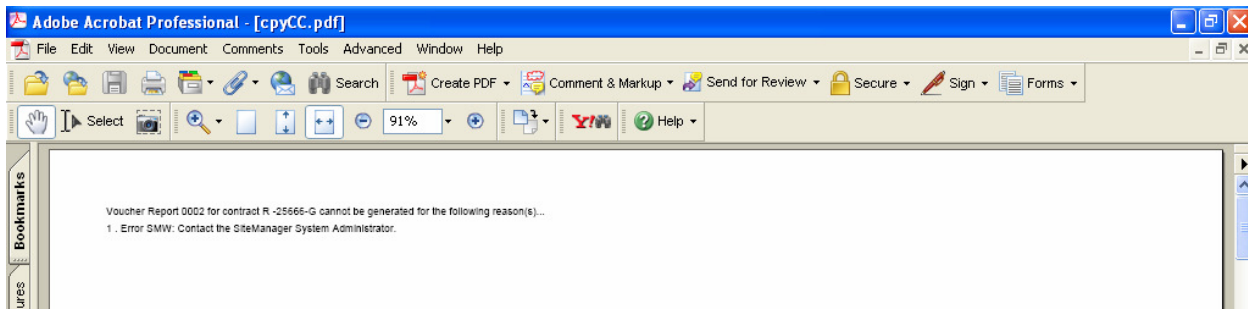 Adobe Acrobat Professional - [cpyCC.pdf]
File Edit View Document Comments Tools Advanced Window Help
Search Create PDF Comment & Markup Send for Review Secure Sign Forms
Select 91% Y! Help
Bookmarks
Voucher Report 0002 for contract R -25666-G cannot be generated for the following reason(s)...
1 . Error SMW: Contact the SiteManager System Administrator.